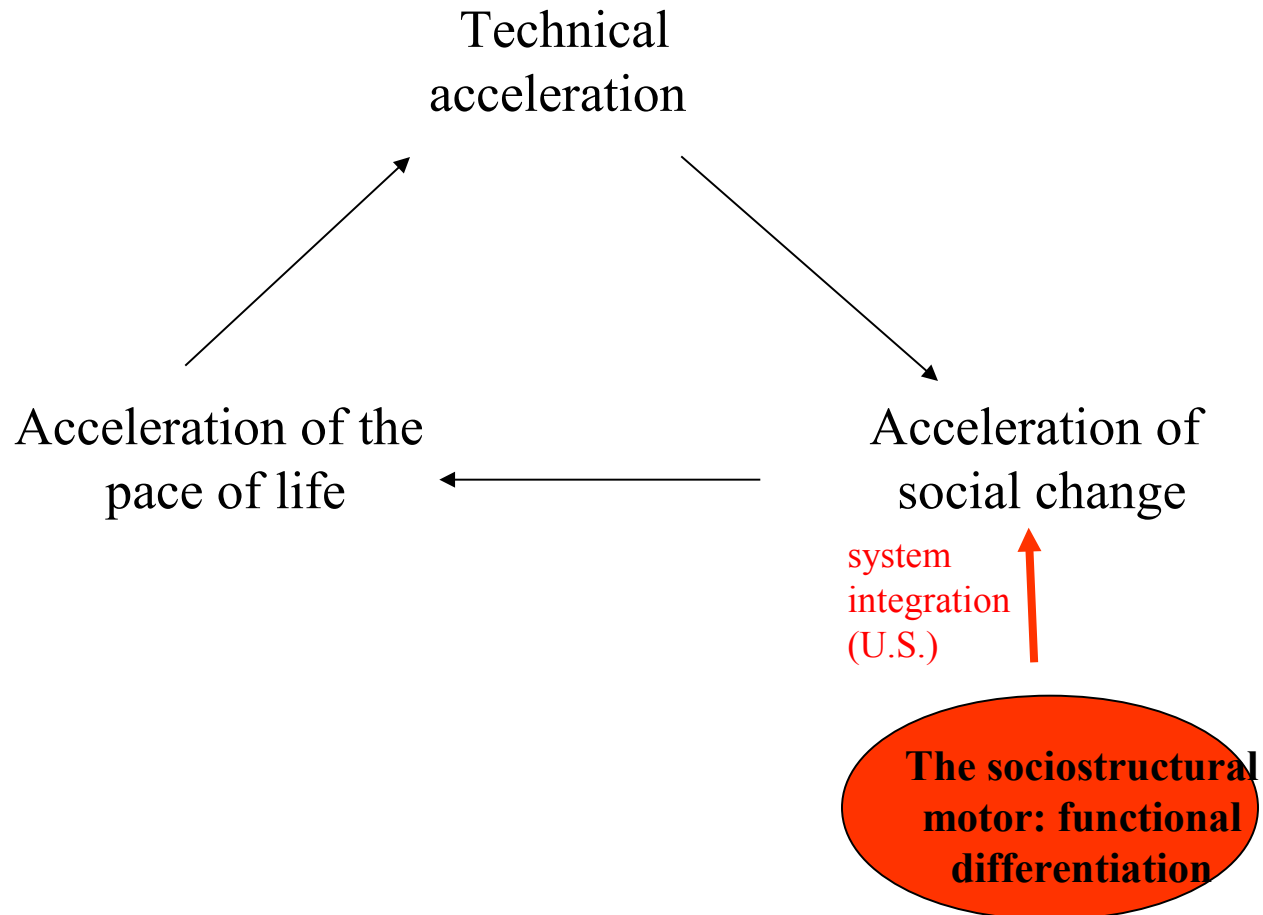 Technical
acceleration
Acceleration of the
pace of life
Acceleration of
social change
system
integration
(U.S.)
The sociostructural
motor: functional
differentiation